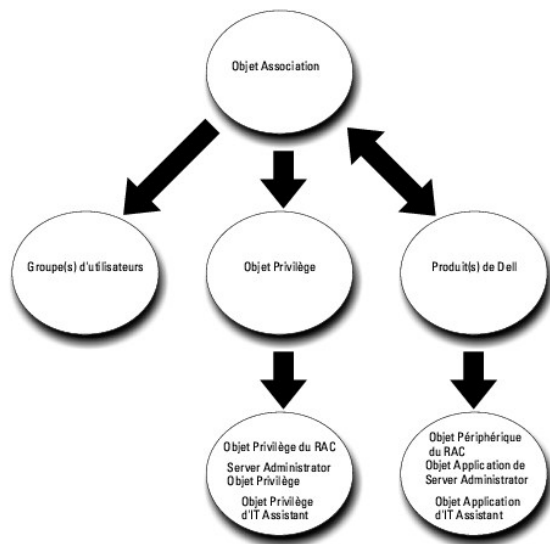 Objet Association
Groupe(s) d'utilisateurs
Objet Privilège
Produit(s) de Dell
Objet Privilège du RAC
Server Administrator
Objet Privilège
Objet Privilège
d'IT Assistant
Objet Périphérique
du RAC
Objet Application de
Server Administrator
Objet Application
d'IT Assistant